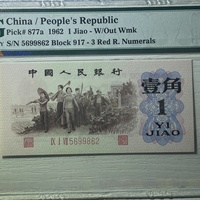 China / People's Republic
Pick# 877a 1962 1 Jiao - W/Out Wmk
S/N 5699862 Block 917 - 3 Red R. Numerals
中国人民银行
壹角
1
YI
JIAO
5699862